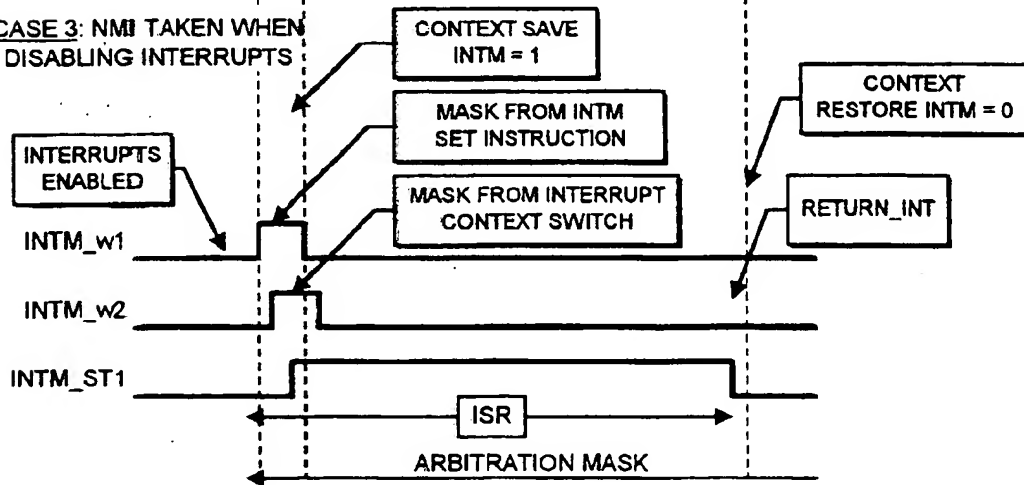 CASE 3: NMI TAKEN WHEN
DISABLING INTERRUPTS
CONTEXT SAVE
INTM = 1
CONTEXT
RESTORE INTM = 0
MASK FROM INTM
SET INSTRUCTION
INTERRUPTS
ENABLED
MASK FROM INTERRUPT
CONTEXT SWITCH
RETURN_INT
INTM_w1
INTM_w2
INTM_ST1
ISR
ARBITRATION MASK